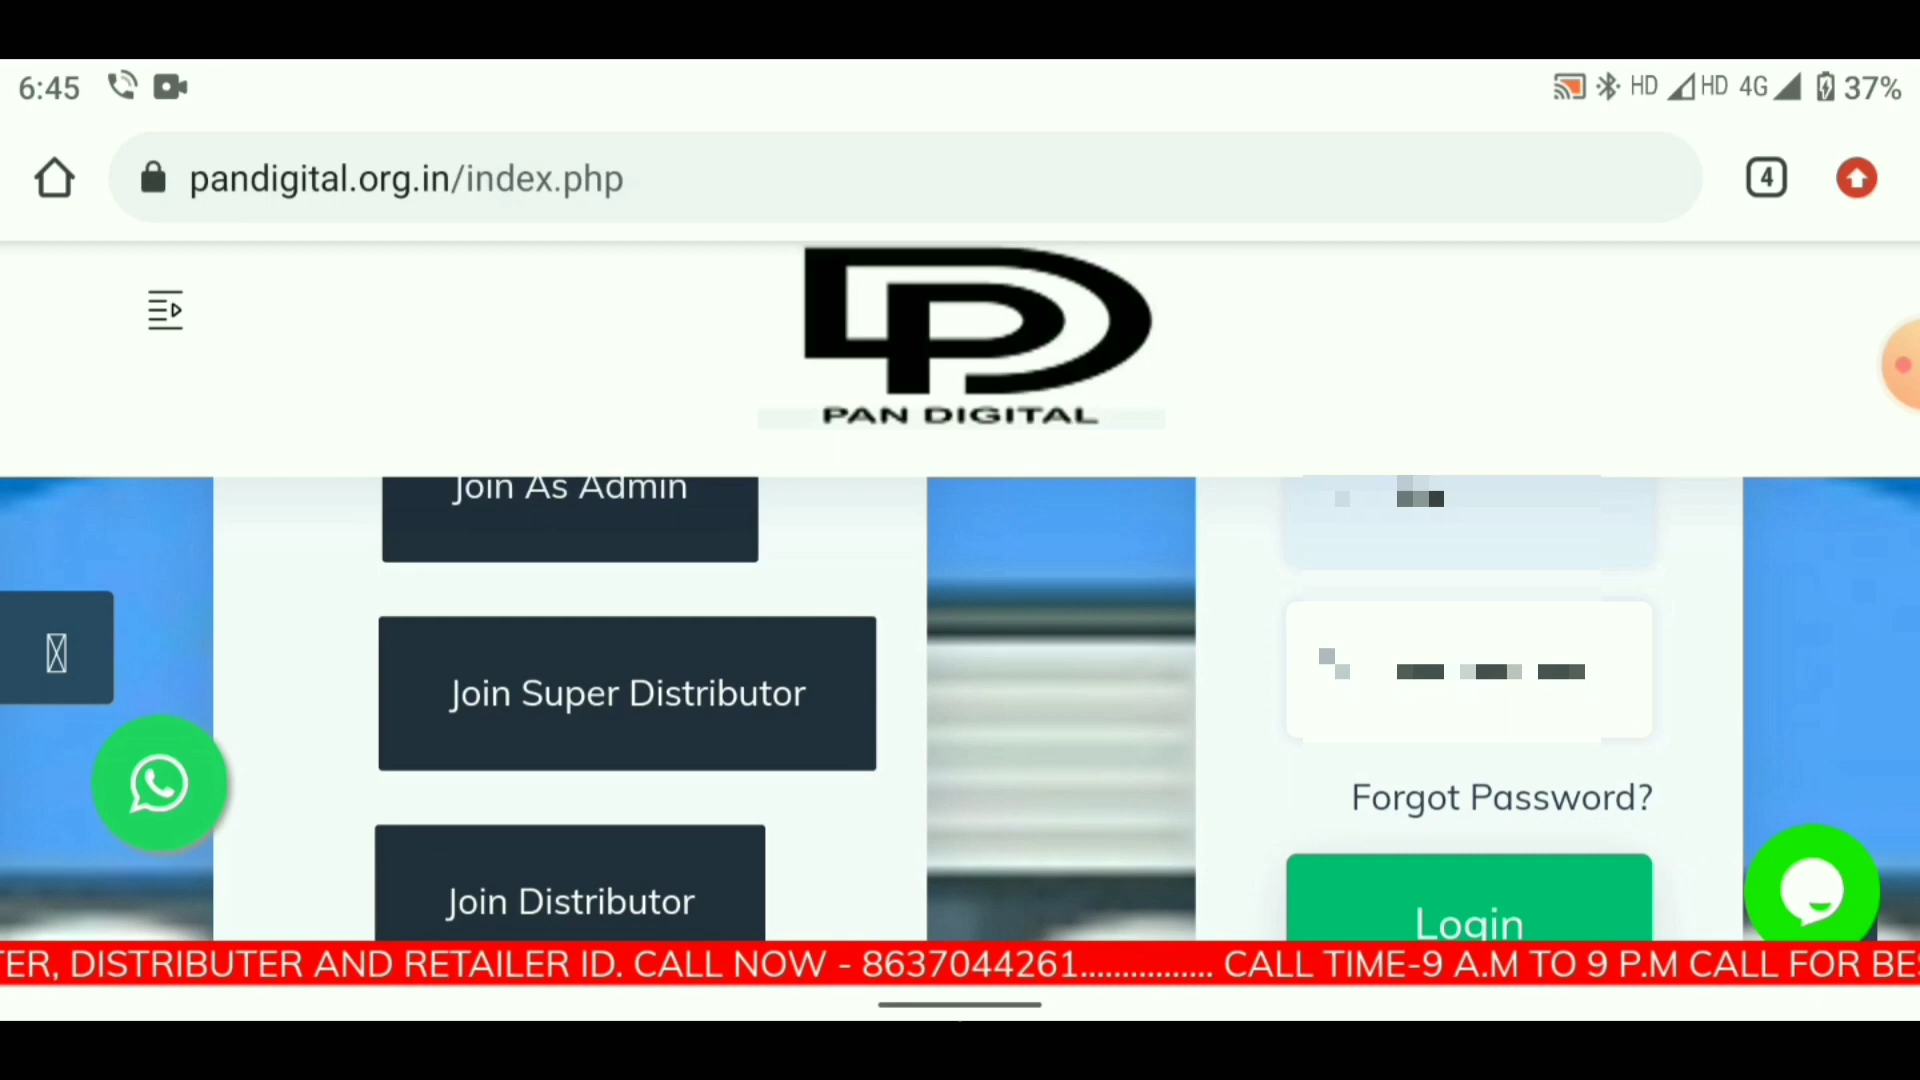 6:45
HD HD 4G 37%
pandigital.org.in/index.php
4
PAN DIGITAL
Join As Admin
Join Super Distributor
Forgot Password?
Join Distributor
Login
TER, DISTRIBUTER AND RETAILER ID. CALL NOW - 8637044261................ CALL TIME-9 A.M TO 9 P.M CALL FOR BES